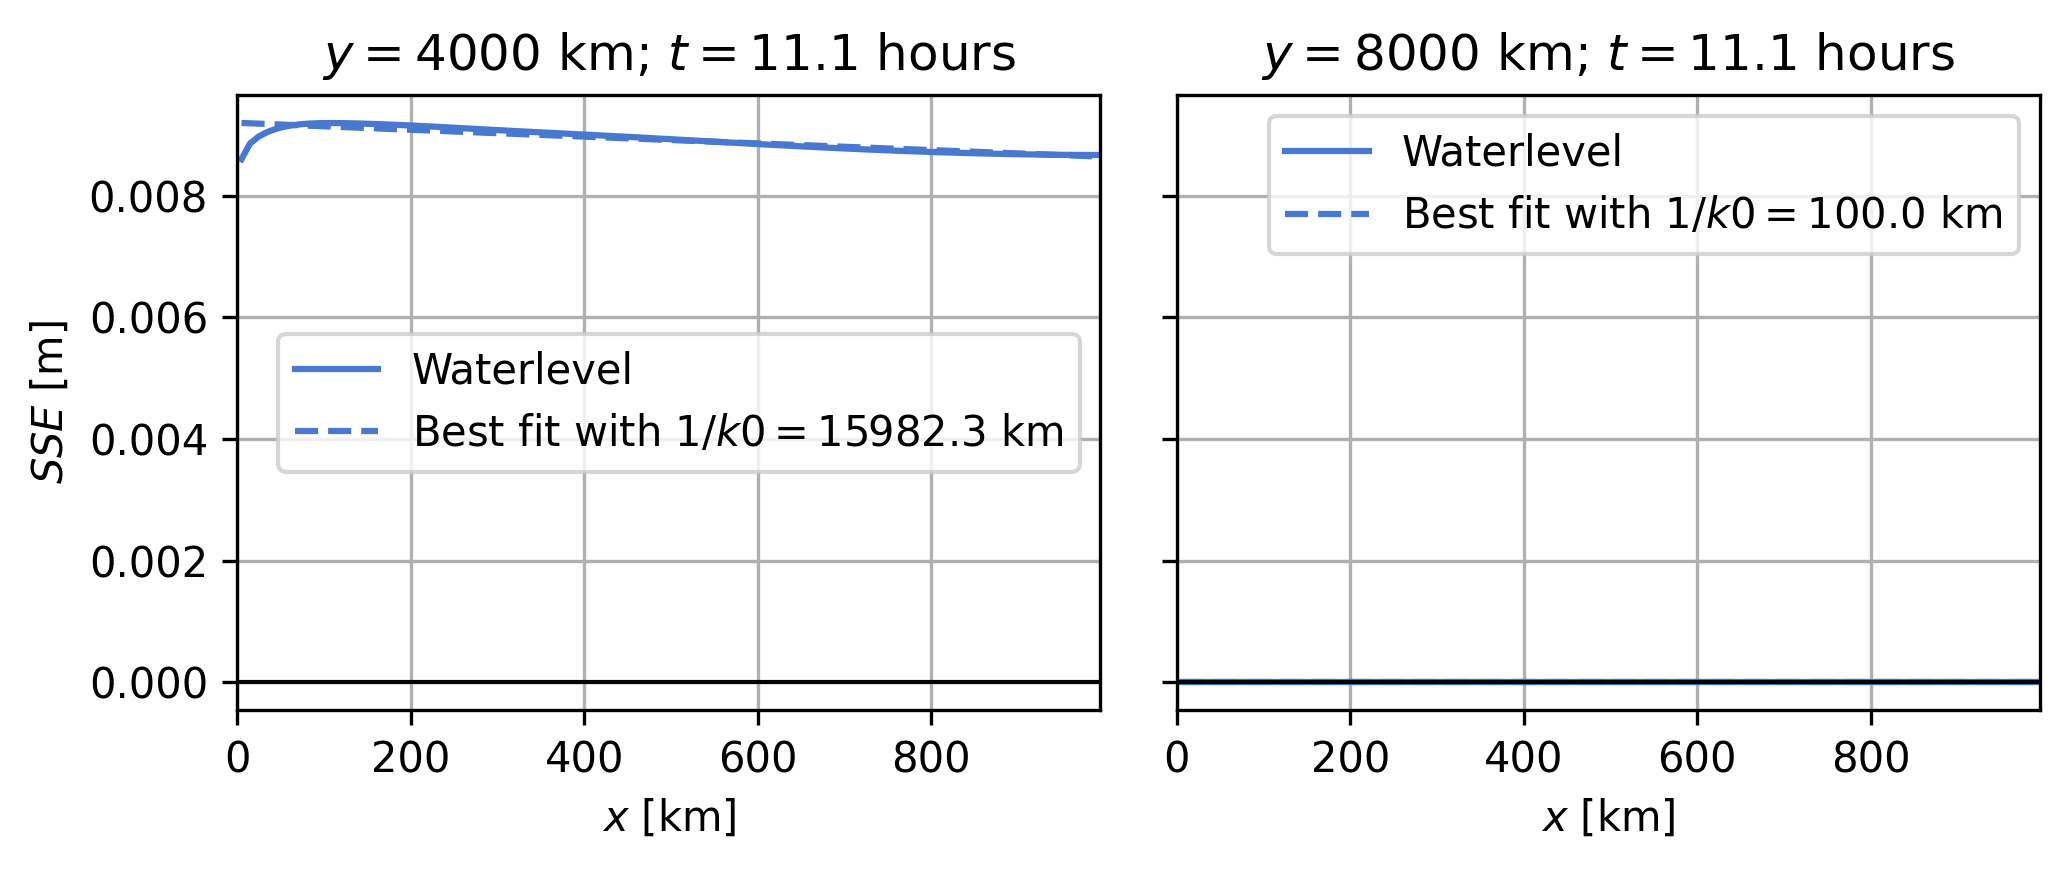 y = 4000 km; t = 11.1 hours
y = 8000 km; t = 11.1 hours
SSE [m]
0.008
0.006
0.004
0.002
0.000
Waterlevel
Best fit with 1/k0 = 15982.3 km
0 200 400 600 800
x [km]
Waterlevel
Best fit with 1/k0 = 100.0 km
0 200 400 600 800
x [km]